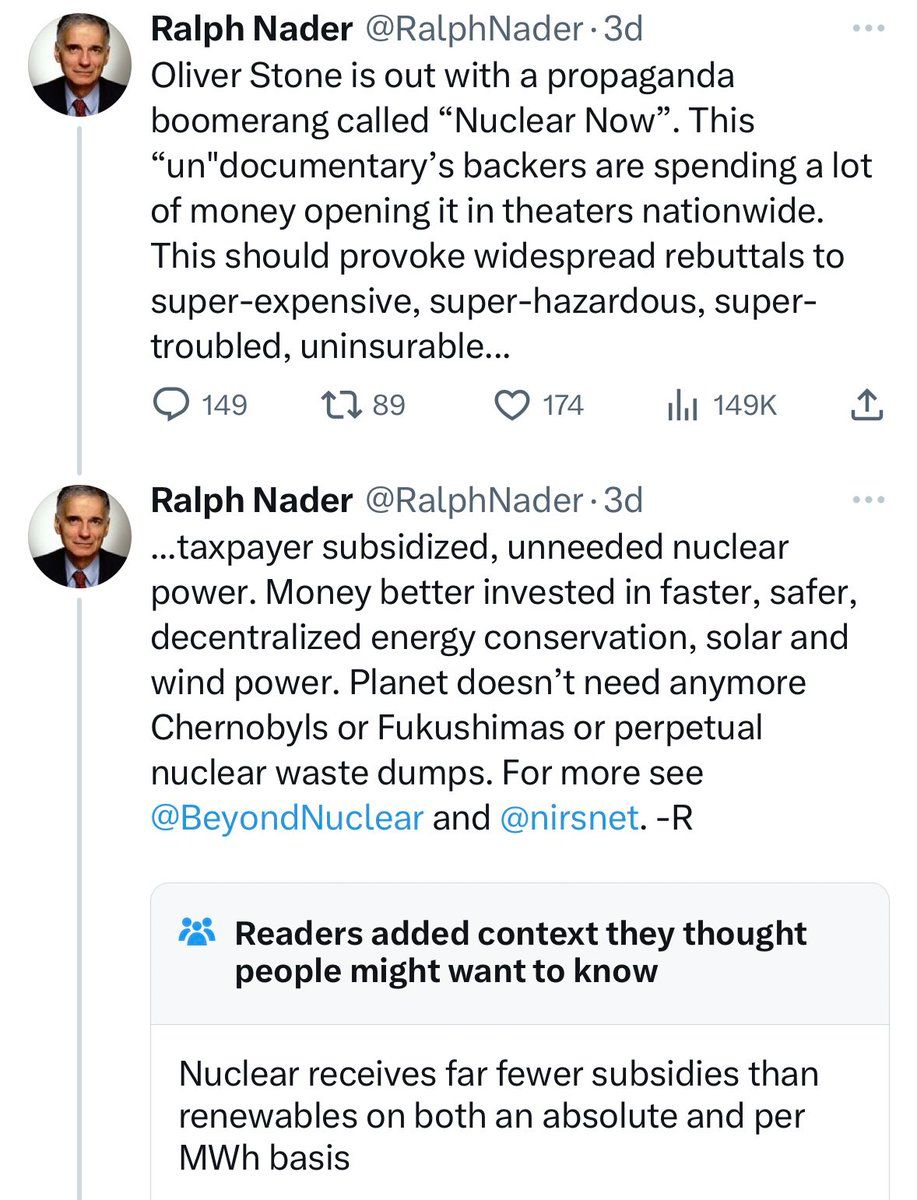 Ralph Nader @RalphNader · 3d
Oliver Stone is out with a propaganda
boomerang called “Nuclear Now”. This
“un"documentary’s backers are spending a lot
of money opening it in theaters nationwide.
This should provoke widespread rebuttals to
super-expensive, super-hazardous, super-
troubled, uninsurable...
149 89 174 149K
Ralph Nader @RalphNader · 3d
...taxpayer subsidized, unneeded nuclear
power. Money better invested in faster, safer,
decentralized energy conservation, solar and
wind power. Planet doesn’t need anymore
Chernobyls or Fukushimas or perpetual
nuclear waste dumps. For more see
@BeyondNuclear and @nirsnet. -R
Readers added context they thought
people might want to know
Nuclear receives far fewer subsidies than
renewables on both an absolute and per
MWh basis